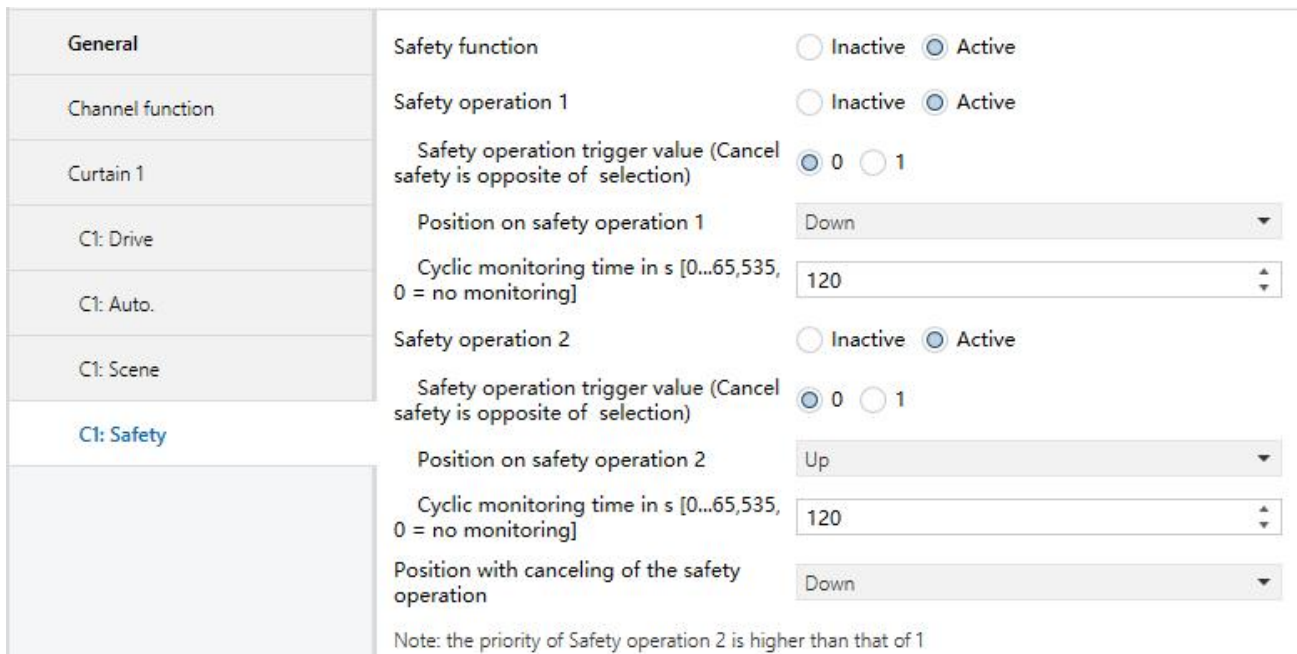 General
Channel function
Curtain 1
C1: Drive
C1: Auto.
C1: Scene
C1: Safety
Safety function
Inactive Active
Safety operation 1
Inactive Active
Safety operation trigger value (Cancel
safety is opposite of selection)
0 1
Position on safety operation 1
Down
Cyclic monitoring time in s [0...65,535,
0 = no monitoring]
120
Safety operation 2
Inactive Active
Safety operation trigger value (Cancel
safety is opposite of selection)
0 1
Position on safety operation 2
Up
Cyclic monitoring time in s [0...65,535,
0 = no monitoring]
120
Position with canceling of the safety
operation
Down
Note: the priority of Safety operation 2 is higher than that of 1